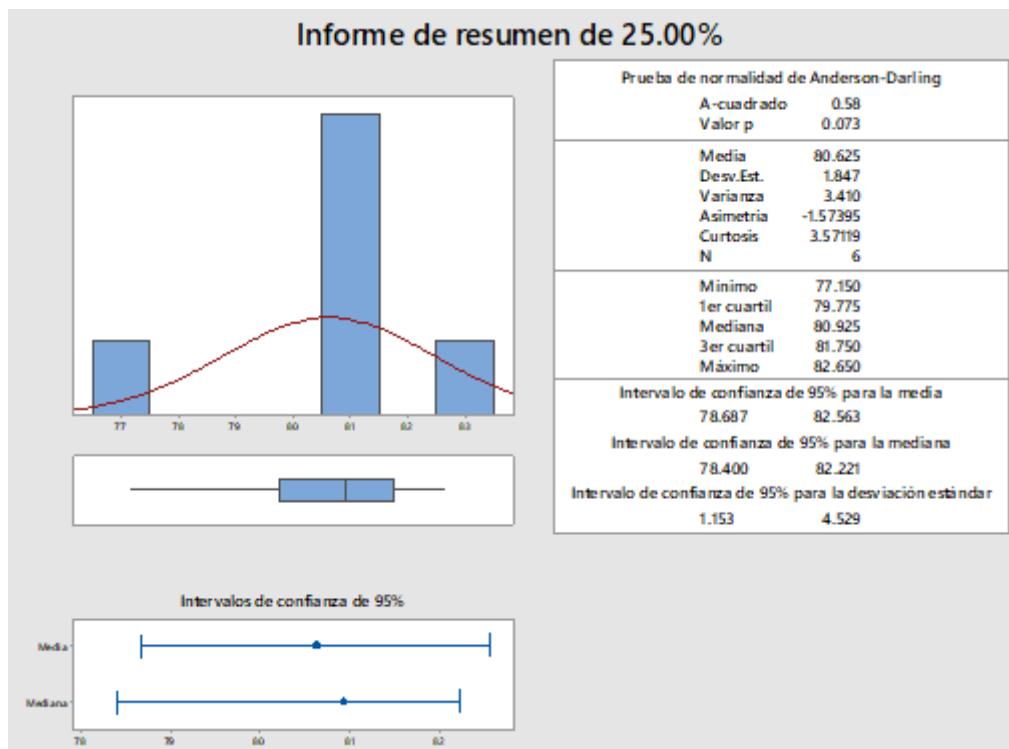 Informe de resumen de 25.00%
Prueba de normalidad de Anderson-Darling
A-cuadrado 0.58
Valor p 0.073
Media 80.625
Desv.Est. 1.847
Varianza 3.410
Asimetría -1.57395
Curtosis 3.57119
N 6
Mínimo 77.150
1er cuartil 79.775
Mediana 80.925
3er cuartil 81.750
Máximo 82.650
Intervalo de confianza de 95% para la media
78.687 82.563
Intervalo de confianza de 95% para la mediana
78.400 82.221
Intervalo de confianza de 95% para la desviación estándar
1.153 4.529
77 78 79 80 81 82 83
Intervalos de confianza de 95%
Media
Mediana
78 79 80 81 82